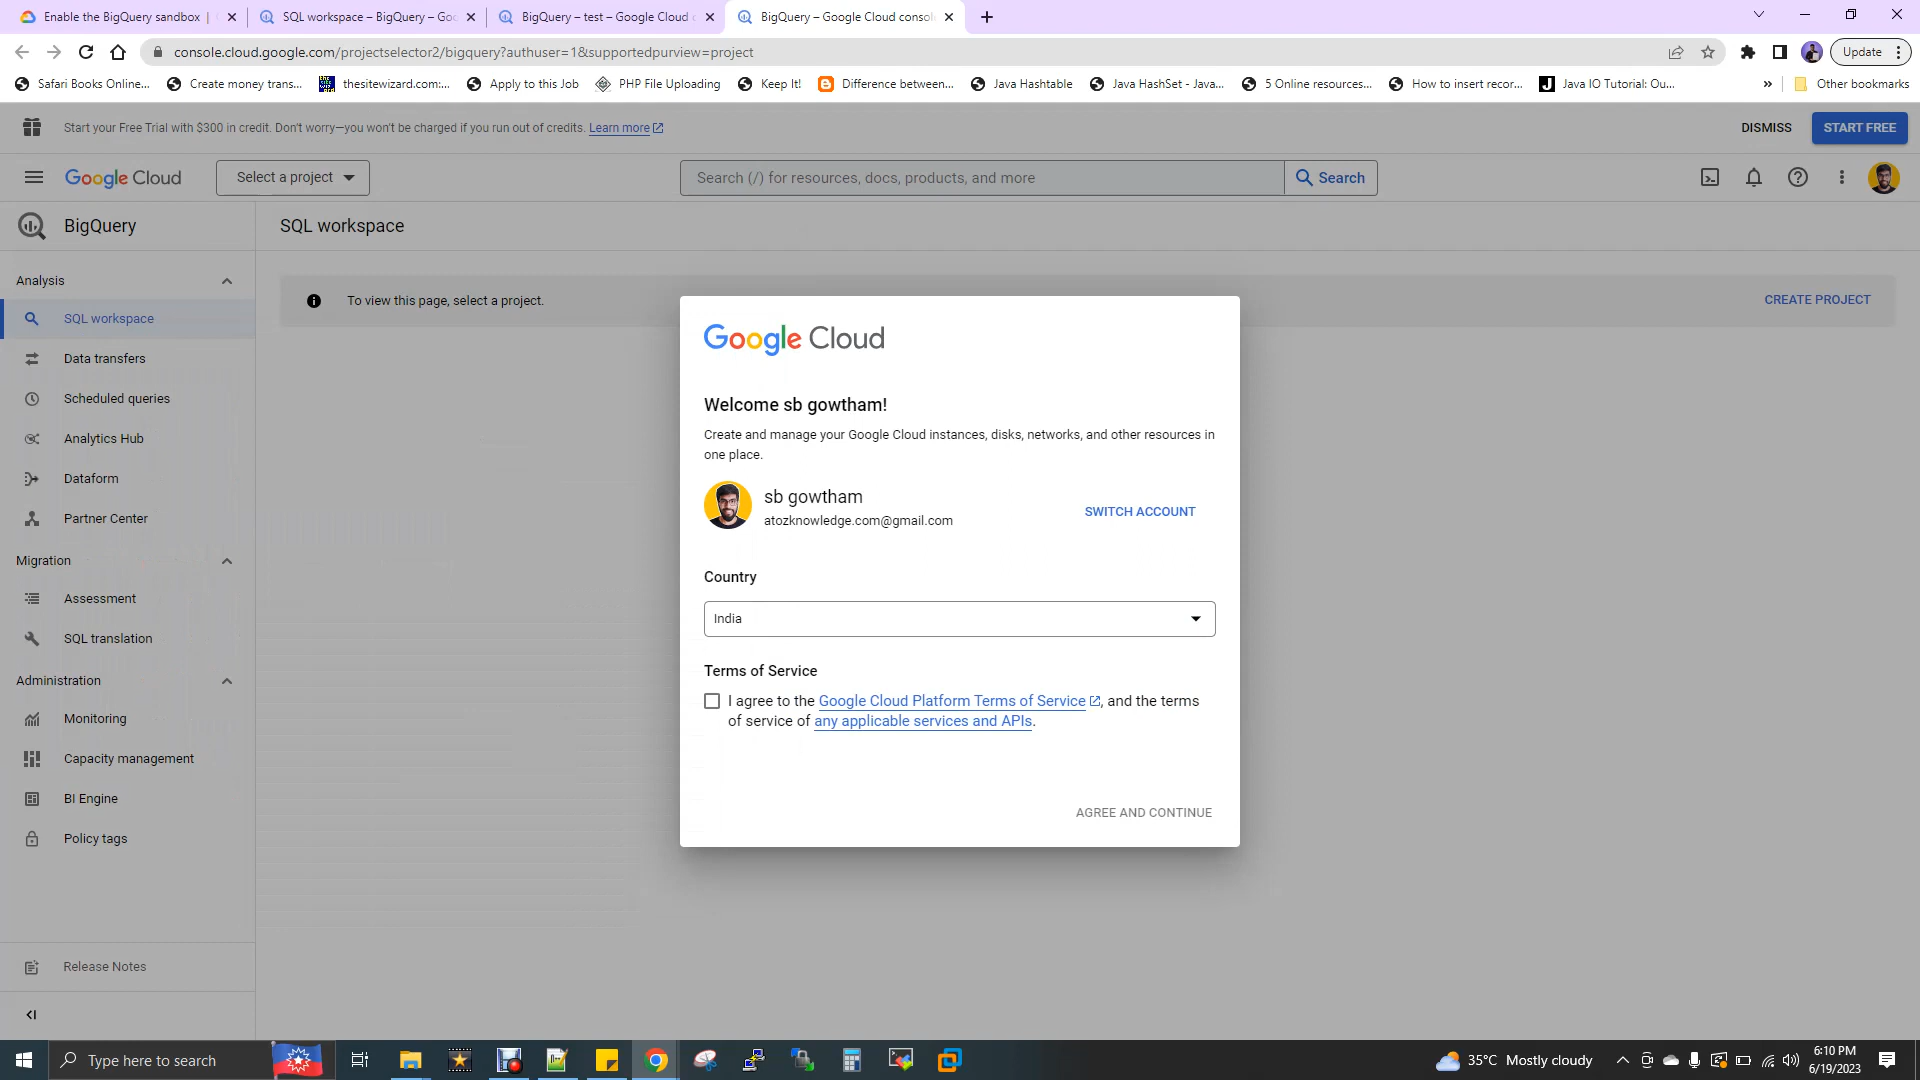 Enable the BigQuery sandbox |
SQL workspace – BigQuery – Goo
BigQuery – test – Google Cloud c
BigQuery – Google Cloud consol
console.cloud.google.com/projectselector2/bigquery?authuser=1&supportedpurview=project
Update
Safari Books Online...
Create money trans...
thesitewizard.com:...
Apply to this Job
PHP File Uploading
Keep It!
Difference between...
Java Hashtable
Java HashSet - Java...
5 Online resources...
How to insert recor...
Java IO Tutorial: Ou...
»
Other bookmarks
Start your Free Trial with $300 in credit. Don't worry—you won't be charged if you run out of credits. Learn more
DISMISS
START FREE
Google Cloud
Select a project
Search (/) for resources, docs, products, and more
Search
BigQuery
SQL workspace
Analysis
To view this page, select a project.
CREATE PROJECT
SQL workspace
Data transfers
Scheduled queries
Analytics Hub
Dataform
Partner Center
Migration
Assessment
SQL translation
Administration
Monitoring
Capacity management
BI Engine
Policy tags
Release Notes
Google Cloud
Welcome sb gowtham!
Create and manage your Google Cloud instances, disks, networks, and other resources in
one place.
sb gowtham
atozknowledge.com@gmail.com
SWITCH ACCOUNT
Country
India
Terms of Service
I agree to the Google Cloud Platform Terms of Service, and the terms
of service of any applicable services and APIs.
AGREE AND CONTINUE
Type here to search
35°C Mostly cloudy
6:10 PM
6/19/2023